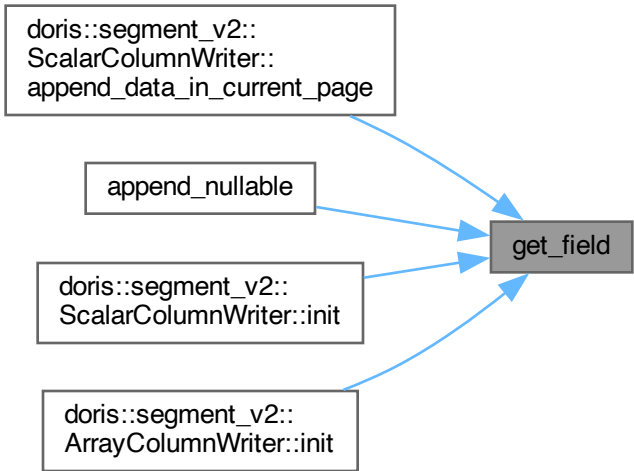 doris::segment_v2::
ScalarColumnWriter::
append_data_in_current_page
append_nullable
get_field
doris::segment_v2::
ScalarColumnWriter::init
doris::segment_v2::
ArrayColumnWriter::init